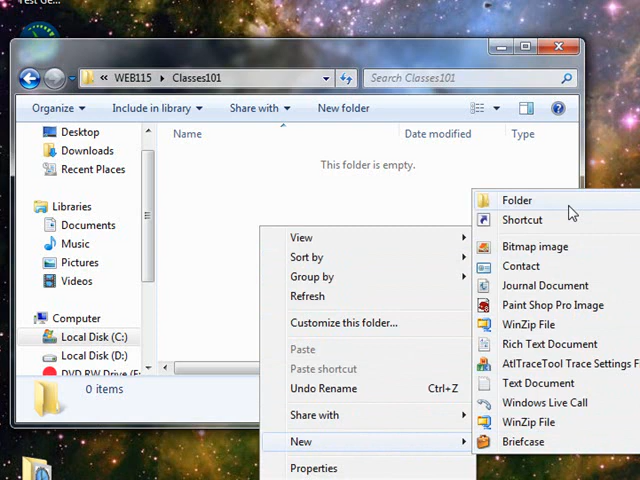 WEB115 Classes101 Search Classes101
Organize Include in library Share with New folder
Desktop
Downloads
Recent Places
Libraries
Documents
Music
Pictures
Videos
Computer
Local Disk (C:)
Local Disk (D:)
DVD RW Drive (E:
Name Date modified Type
This folder is empty.
0 items
View
Sort by
Group by
Refresh
Customize this folder...
Paste
Paste shortcut
Undo Rename Ctrl+Z
Share with
New
Properties
Folder
Shortcut
Bitmap image
Contact
Journal Document
Paint Shop Pro Image
WinZip File
Rich Text Document
AtlTraceTool Trace Settings F
Text Document
Windows Live Call
WinZip File
Briefcase